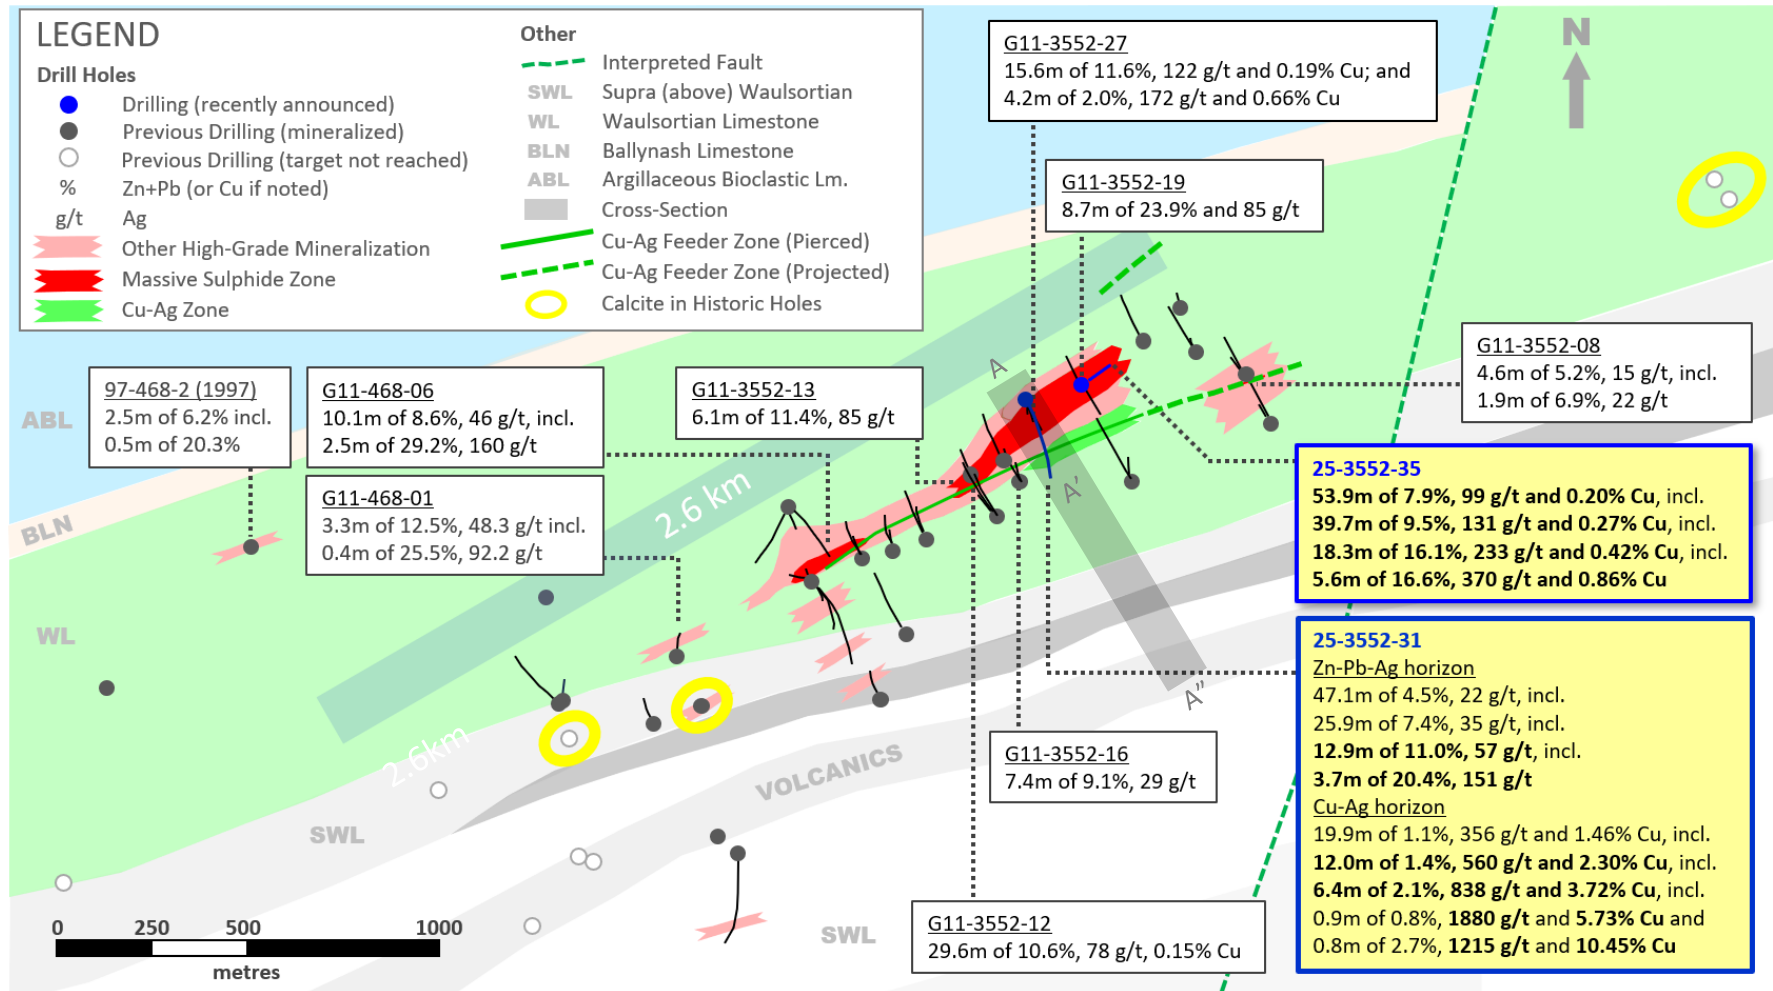 LEGEND
Drill Holes
Drilling (recently announced)
Previous Drilling (mineralized)
Previous Drilling (target not reached)
% Zn+Pb (or Cu if noted)
g/t Ag
Other High-Grade Mineralization
Massive Sulphide Zone
Cu-Ag Zone
Other
Interpreted Fault
SWL Supra (above) Waulsortian
WL Waulsortian Limestone
BLN Ballynash Limestone
ABL Argillaceous Bioclastic Lm.
Cross-Section
Cu-Ag Feeder Zone (Pierced)
Cu-Ag Feeder Zone (Projected)
Calcite in Historic Holes
G11-3552-27
15.6m of 11.6%, 122 g/t and 0.19% Cu; and
4.2m of 2.0%, 172 g/t and 0.66% Cu
N
G11-3552-19
8.7m of 23.9% and 85 g/t
G11-3552-08
4.6m of 5.2%, 15 g/t, incl.
1.9m of 6.9%, 22 g/t
97-468-2 (1997)
2.5m of 6.2% incl.
0.5m of 20.3%
G11-468-06
10.1m of 8.6%, 46 g/t, incl.
2.5m of 29.2%, 160 g/t
G11-3552-13
6.1m of 11.4%, 85 g/t
G11-468-01
3.3m of 12.5%, 48.3 g/t incl.
0.4m of 25.5%, 92.2 g/t
A
A'
A"
ABL
BLN
WL
2.6 km
2.6km
SWL
VOLCANICS
SWL
25-3552-35
53.9m of 7.9%, 99 g/t and 0.20% Cu, incl.
39.7m of 9.5%, 131 g/t and 0.27% Cu, incl.
18.3m of 16.1%, 233 g/t and 0.42% Cu, incl.
5.6m of 16.6%, 370 g/t and 0.86% Cu
25-3552-31
Zn-Pb-Ag horizon
47.1m of 4.5%, 22 g/t, incl.
25.9m of 7.4%, 35 g/t, incl.
12.9m of 11.0%, 57 g/t, incl.
3.7m of 20.4%, 151 g/t
Cu-Ag horizon
19.9m of 1.1%, 356 g/t and 1.46% Cu, incl.
12.0m of 1.4%, 560 g/t and 2.30% Cu, incl.
6.4m of 2.1%, 838 g/t and 3.72% Cu, incl.
0.9m of 0.8%, 1880 g/t and 5.73% Cu and
0.8m of 2.7%, 1215 g/t and 10.45% Cu
G11-3552-16
7.4m of 9.1%, 29 g/t
G11-3552-12
29.6m of 10.6%, 78 g/t, 0.15% Cu
0 250 500 1000
metres